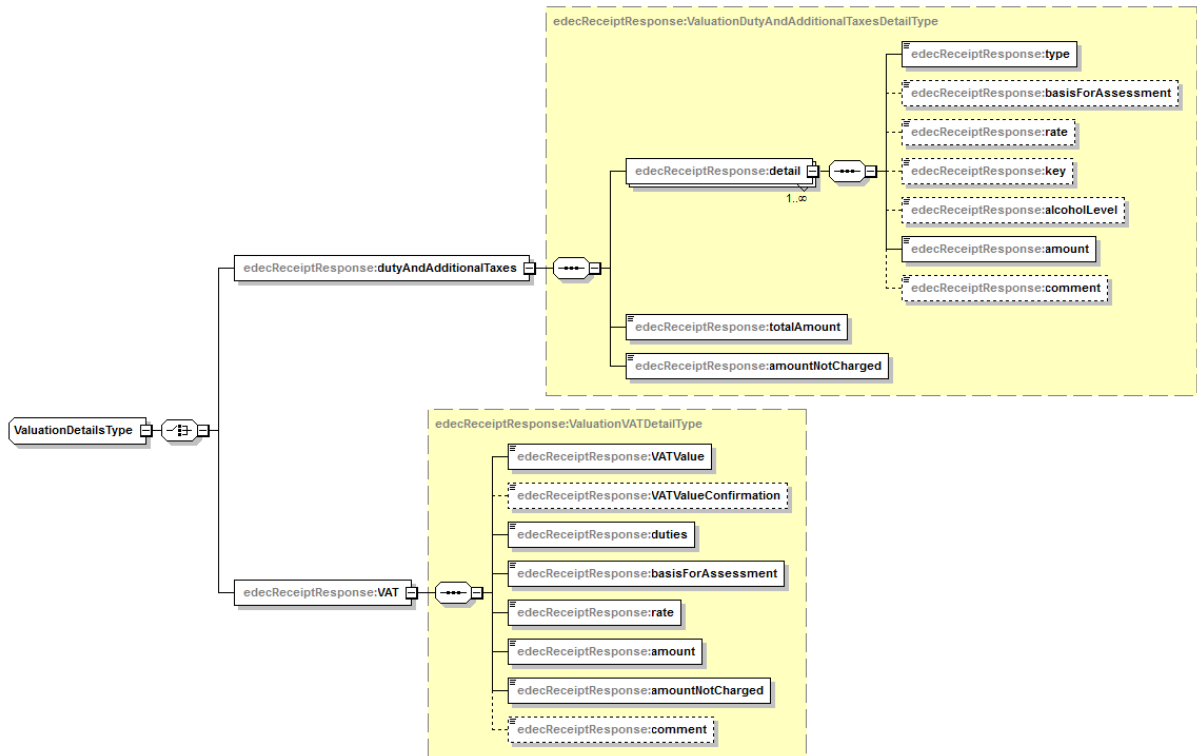 edecReceiptResponse:ValuationDutyAndAdditionalTaxesDetailType
edecReceiptResponse:type
edecReceiptResponse:basisForAssessment
edecReceiptResponse:rate
edecReceiptResponse:detail
edecReceiptResponse:key
1..∞
edecReceiptResponse:alcoholLevel
edecReceiptResponse:amount
edecReceiptResponse:dutyAndAdditionalTaxes
edecReceiptResponse:comment
edecReceiptResponse:totalAmount
edecReceiptResponse:amountNotCharged
ValuationDetailsType
edecReceiptResponse:ValuationVATDetailType
edecReceiptResponse:VATValue
edecReceiptResponse:VATValueConfirmation
edecReceiptResponse:duties
edecReceiptResponse:basisForAssessment
edecReceiptResponse:VAT
edecReceiptResponse:rate
edecReceiptResponse:amount
edecReceiptResponse:amountNotCharged
edecReceiptResponse:comment